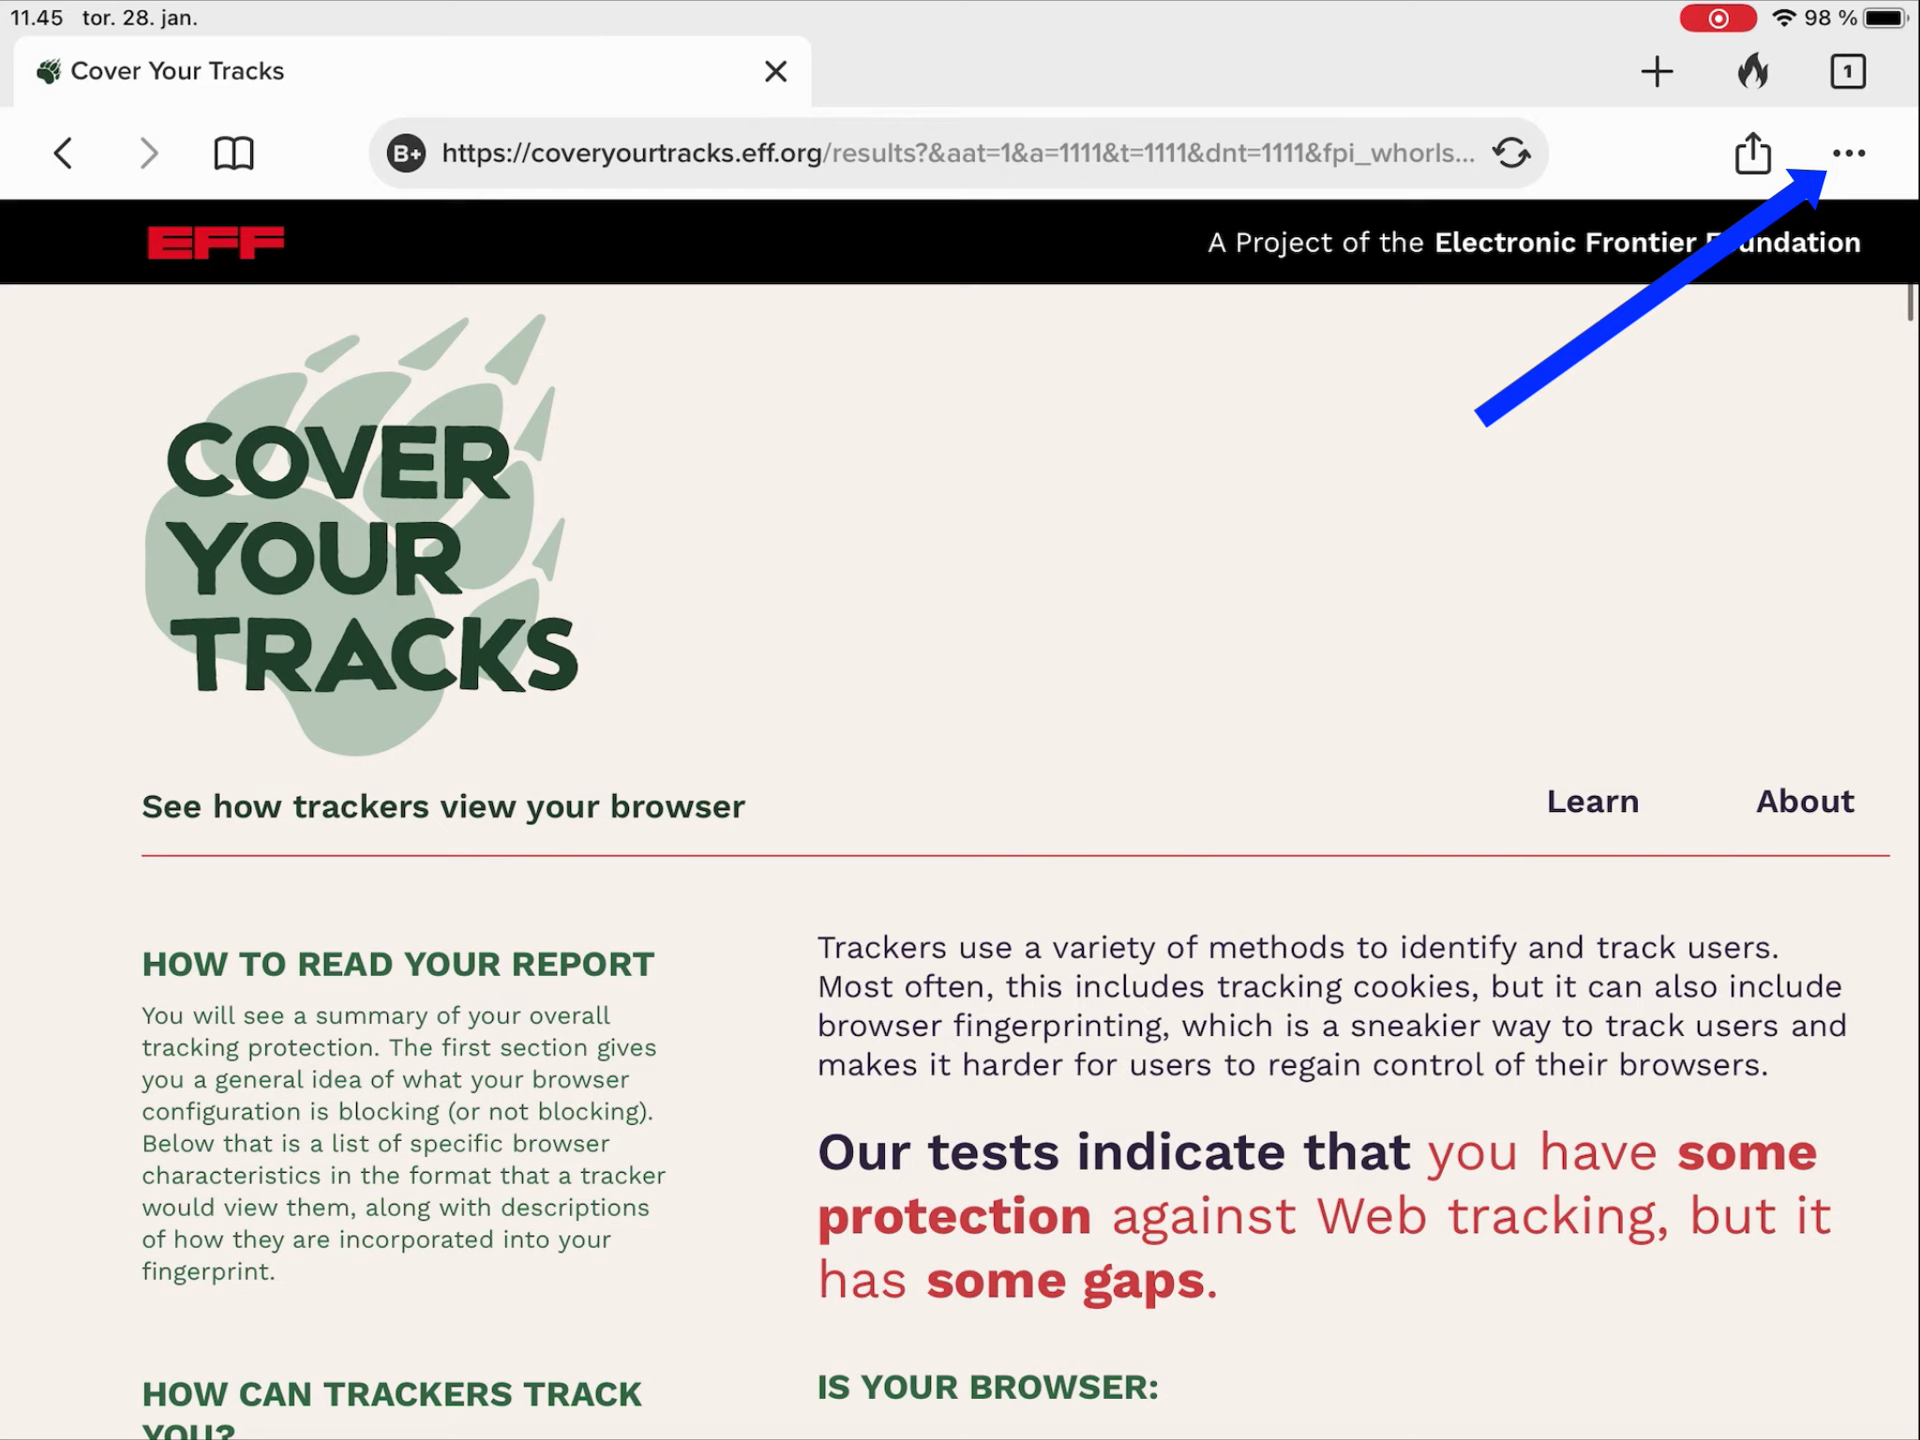 11.45 tor. 28. jan.
98 %
Cover Your Tracks
1
B+
https://coveryourtracks.eff.org/results?&aat=1&a=1111&t=1111&dnt=1111&fpi_whorls...
EFF
A Project of the Electronic Frontier Foundation
COVER
YOUR
TRACKS
See how trackers view your browser
Learn
About
HOW TO READ YOUR REPORT
You will see a summary of your overall
tracking protection. The first section gives
you a general idea of what your browser
configuration is blocking (or not blocking).
Below that is a list of specific browser
characteristics in the format that a tracker
would view them, along with descriptions
of how they are incorporated into your
fingerprint.
HOW CAN TRACKERS TRACK
YOU?
Trackers use a variety of methods to identify and track users.
Most often, this includes tracking cookies, but it can also include
browser fingerprinting, which is a sneakier way to track users and
makes it harder for users to regain control of their browsers.
Our tests indicate that you have some
protection against Web tracking, but it
has some gaps.
IS YOUR BROWSER: